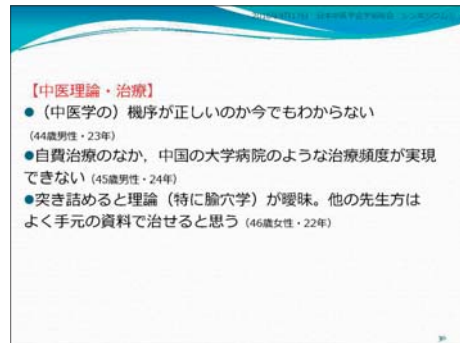 【中医理論・治療】
●（中医学の）機序が正しいのか今でもわからない
（44歳男性・23年）
●自費治療のなか，中国の大学病院のような治療頻度が実現
できない（45歳男性・24年）
●突き詰めると理論（特に腧穴学）が曖昧。他の先生方は
よく手元の資料で治せると思う（46歳女性・22年）